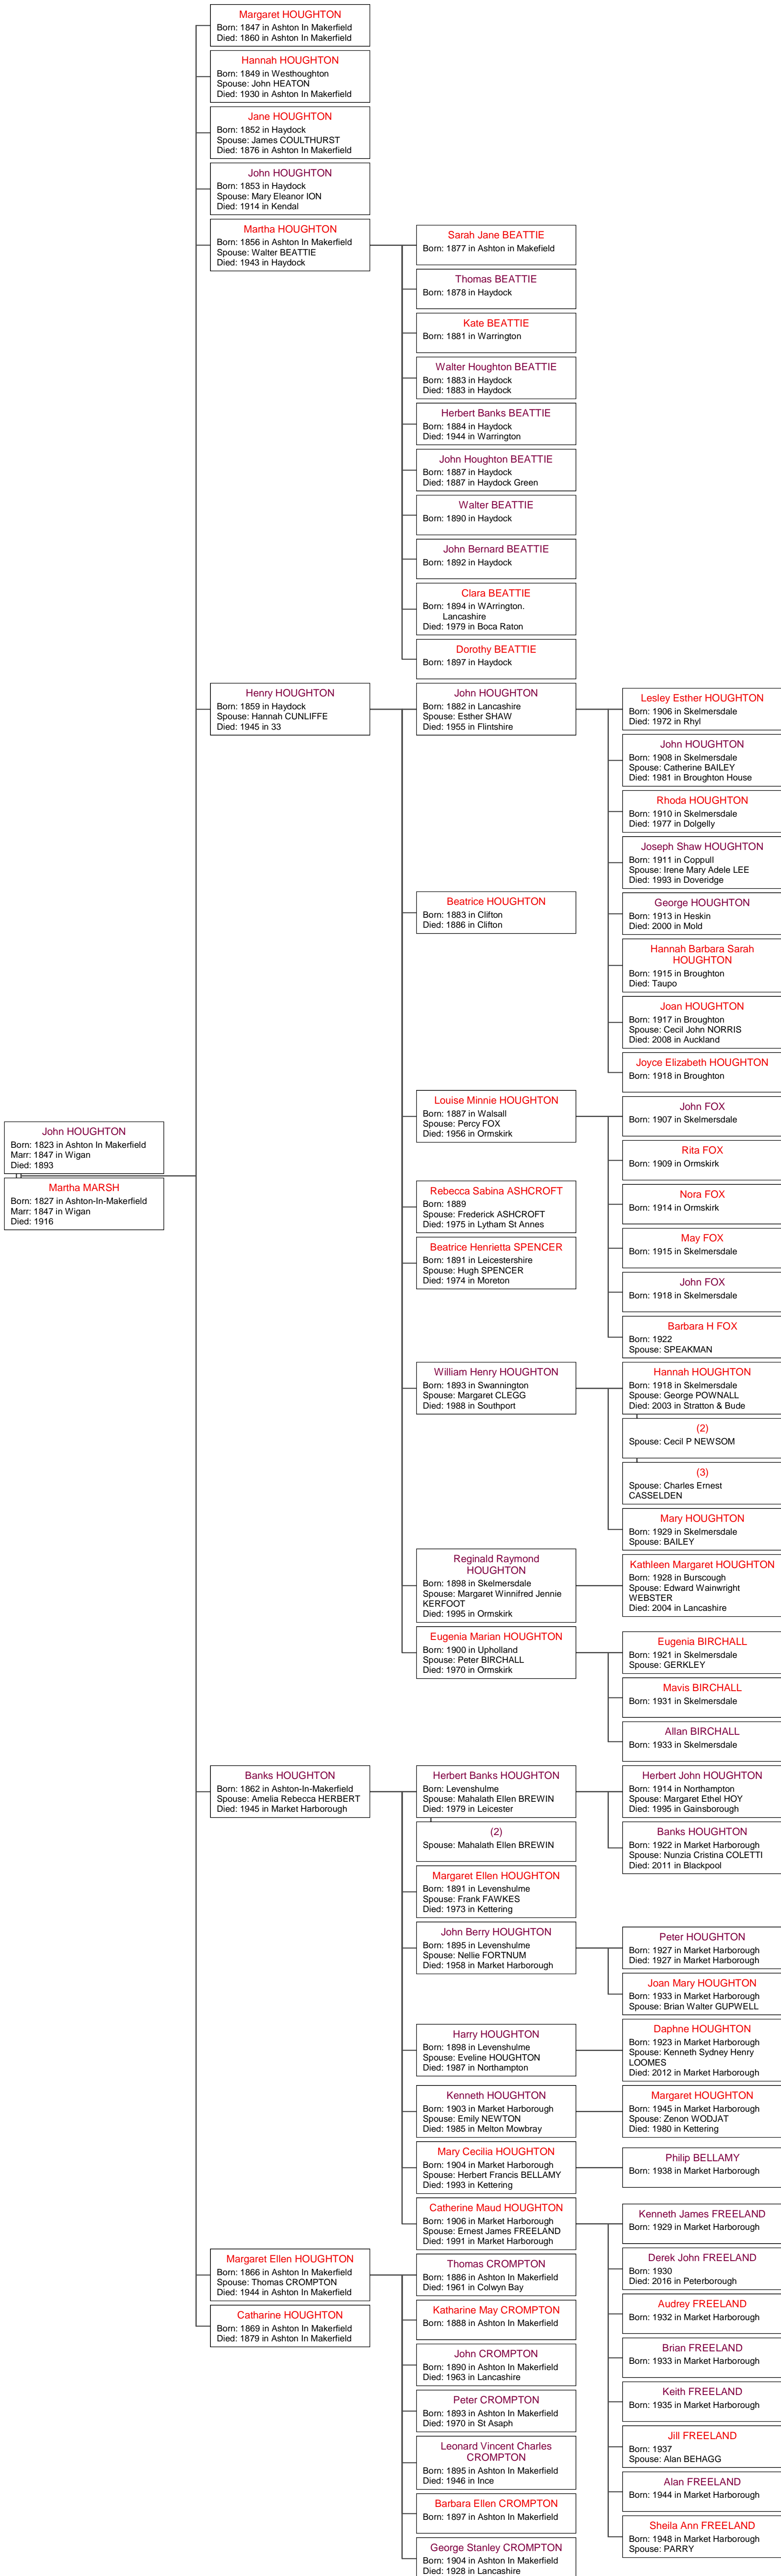 Margaret HOUGHTON
Born: 1847 in Ashton In Makerfield
Died: 1860 in Ashton In Makerfield
Hannah HOUGHTON
Born: 1849 in Westhoughton
Spouse: John HEATON
Died: 1930 in Ashton In Makerfield
Jane HOUGHTON
Born: 1852 in Haydock
Spouse: James COULTHURST
Died: 1876 in Ashton In Makerfield
John HOUGHTON
Born: 1853 in Haydock
Spouse: Mary Eleanor ION
Died: 1914 in Kendal
Martha HOUGHTON
Born: 1856 in Ashton In Makerfield
Spouse: Walter BEATTIE
Died: 1943 in Haydock
Sarah Jane BEATTIE
Born: 1877 in Ashton in Makefield
Thomas BEATTIE
Born: 1878 in Haydock
Kate BEATTIE
Born: 1881 in Warrington
Walter Houghton BEATTIE
Born: 1883 in Haydock
Died: 1883 in Haydock
Herbert Banks BEATTIE
Born: 1884 in Haydock
Died: 1944 in Warrington
John Houghton BEATTIE
Born: 1887 in Haydock
Died: 1887 in Haydock Green
Walter BEATTIE
Born: 1890 in Haydock
John Bernard BEATTIE
Born: 1892 in Haydock
Clara BEATTIE
Born: 1894 in WArrington.
Lancashire
Died: 1979 in Boca Raton
Dorothy BEATTIE
Born: 1897 in Haydock
Henry HOUGHTON
Born: 1859 in Haydock
Spouse: Hannah CUNLIFFE
Died: 1945 in 33
John HOUGHTON
Born: 1882 in Lancashire
Spouse: Esther SHAW
Died: 1955 in Flintshire
Lesley Esther HOUGHTON
Born: 1906 in Skelmersdale
Died: 1972 in Rhyl
John HOUGHTON
Born: 1908 in Skelmersdale
Spouse: Catherine BAILEY
Died: 1981 in Broughton House
Rhoda HOUGHTON
Born: 1910 in Skelmersdale
Died: 1977 in Dolgelly
Joseph Shaw HOUGHTON
Born: 1911 in Coppull
Spouse: Irene Mary Adele LEE
Died: 1993 in Doveridge
George HOUGHTON
Born: 1913 in Heskin
Died: 2000 in Mold
Hannah Barbara Sarah
HOUGHTON
Born: 1915 in Broughton
Died: Taupo
Joan HOUGHTON
Born: 1917 in Broughton
Spouse: Cecil John NORRIS
Died: 2008 in Auckland
Joyce Elizabeth HOUGHTON
Born: 1918 in Broughton
Beatrice HOUGHTON
Born: 1883 in Clifton
Died: 1886 in Clifton
Louise Minnie HOUGHTON
Born: 1887 in Walsall
Spouse: Percy FOX
Died: 1956 in Ormskirk
John FOX
Born: 1907 in Skelmersdale
Rita FOX
Born: 1909 in Ormskirk
Nora FOX
Born: 1914 in Ormskirk
May FOX
Born: 1915 in Skelmersdale
John FOX
Born: 1918 in Skelmersdale
Barbara H FOX
Born: 1922
Spouse: SPEAKMAN
John HOUGHTON
Born: 1823 in Ashton In Makerfield
Marr: 1847 in Wigan
Died: 1893
Martha MARSH
Born: 1827 in Ashton-In-Makerfield
Marr: 1847 in Wigan
Died: 1916
Rebecca Sabina ASHCROFT
Born: 1889
Spouse: Frederick ASHCROFT
Died: 1975 in Lytham St Annes
Beatrice Henrietta SPENCER
Born: 1891 in Leicestershire
Spouse: Hugh SPENCER
Died: 1974 in Moreton
William Henry HOUGHTON
Born: 1893 in Swannington
Spouse: Margaret CLEGG
Died: 1988 in Southport
Hannah HOUGHTON
Born: 1918 in Skelmersdale
Spouse: George POWNALL
Died: 2003 in Stratton & Bude
(2)
Spouse: Cecil P NEWSOM
(3)
Spouse: Charles Ernest
CASSELDEN
Mary HOUGHTON
Born: 1929 in Skelmersdale
Spouse: BAILEY
Reginald Raymond
HOUGHTON
Born: 1898 in Skelmersdale
Spouse: Margaret Winnifred Jennie
KERFOOT
Died: 1995 in Ormskirk
Kathleen Margaret HOUGHTON
Born: 1928 in Burscough
Spouse: Edward Wainwright
WEBSTER
Died: 2004 in Lancashire
Eugenia Marian HOUGHTON
Born: 1900 in Upholland
Spouse: Peter BIRCHALL
Died: 1970 in Ormskirk
Eugenia BIRCHALL
Born: 1921 in Skelmersdale
Spouse: GERKLEY
Mavis BIRCHALL
Born: 1931 in Skelmersdale
Allan BIRCHALL
Born: 1933 in Skelmersdale
Banks HOUGHTON
Born: 1862 in Ashton-In-Makerfield
Spouse: Amelia Rebecca HERBERT
Died: 1945 in Market Harborough
Herbert Banks HOUGHTON
Born: Levenshulme
Spouse: Mahalath Ellen BREWIN
Died: 1979 in Leicester
(2)
Spouse: Mahalath Ellen BREWIN
Herbert John HOUGHTON
Born: 1914 in Northampton
Spouse: Margaret Ethel HOY
Died: 1995 in Gainsborough
Banks HOUGHTON
Born: 1922 in Market Harborough
Spouse: Nunzia Cristina COLETTI
Died: 2011 in Blackpool
Margaret Ellen HOUGHTON
Born: 1891 in Levenshulme
Spouse: Frank FAWKES
Died: 1973 in Kettering
John Berry HOUGHTON
Born: 1895 in Levenshulme
Spouse: Nellie FORTNUM
Died: 1958 in Market Harborough
Peter HOUGHTON
Born: 1927 in Market Harborough
Died: 1927 in Market Harborough
Joan Mary HOUGHTON
Born: 1933 in Market Harborough
Spouse: Brian Walter GUPWELL
Harry HOUGHTON
Born: 1898 in Levenshulme
Spouse: Eveline HOUGHTON
Died: 1987 in Northampton
Daphne HOUGHTON
Born: 1923 in Market Harborough
Spouse: Kenneth Sydney Henry
LOOMES
Died: 2012 in Market Harborough
Kenneth HOUGHTON
Born: 1903 in Market Harborough
Spouse: Emily NEWTON
Died: 1985 in Melton Mowbray
Margaret HOUGHTON
Born: 1945 in Market Harborough
Spouse: Zenon WODJAT
Died: 1980 in Kettering
Mary Cecilia HOUGHTON
Born: 1904 in Market Harborough
Spouse: Herbert Francis BELLAMY
Died: 1993 in Kettering
Philip BELLAMY
Born: 1938 in Market Harborough
Catherine Maud HOUGHTON
Born: 1906 in Market Harborough
Spouse: Ernest James FREELAND
Died: 1991 in Market Harborough
Kenneth James FREELAND
Born: 1929 in Market Harborough
Derek John FREELAND
Born: 1930
Died: 2016 in Peterborough
Audrey FREELAND
Born: 1932 in Market Harborough
Brian FREELAND
Born: 1933 in Market Harborough
Keith FREELAND
Born: 1935 in Market Harborough
Jill FREELAND
Born: 1937
Spouse: Alan BEHAGG
Alan FREELAND
Born: 1944 in Market Harborough
Sheila Ann FREELAND
Born: 1948 in Market Harborough
Spouse: PARRY
Margaret Ellen HOUGHTON
Born: 1866 in Ashton In Makerfield
Spouse: Thomas CROMPTON
Died: 1944 in Ashton In Makerfield
Thomas CROMPTON
Born: 1886 in Ashton In Makerfield
Died: 1961 in Colwyn Bay
Katharine May CROMPTON
Born: 1888 in Ashton In Makerfield
John CROMPTON
Born: 1890 in Ashton In Makerfield
Died: 1963 in Lancashire
Peter CROMPTON
Born: 1893 in Ashton In Makerfield
Died: 1970 in St Asaph
Leonard Vincent Charles
CROMPTON
Born: 1895 in Ashton In Makerfield
Died: 1946 in Ince
Barbara Ellen CROMPTON
Born: 1897 in Ashton In Makerfield
George Stanley CROMPTON
Born: 1904 in Ashton In Makerfield
Died: 1928 in Lancashire
Catharine HOUGHTON
Born: 1869 in Ashton In Makerfield
Died: 1879 in Ashton In Makerfield